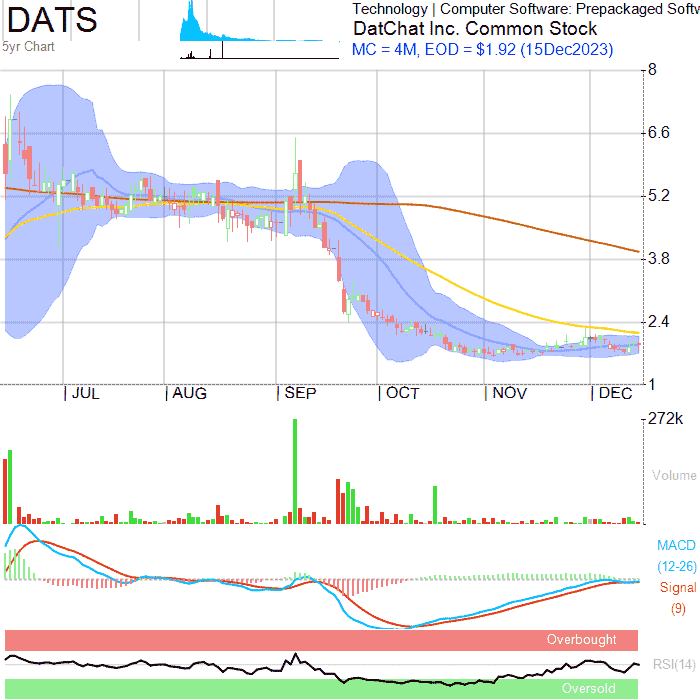 DATS
5yr Chart
Technology | Computer Software: Prepackaged Softw
DatChat Inc. Common Stock
MC = 4M, EOD = $1.92 (15Dec2023)
8
6.6
5.2
3.8
2.4
1
JUL
AUG
SEP
OCT
NOV
DEC
272k
Volume
MACD
(12-26)
Signal
(9)
Overbought
RSI(14)
Oversold